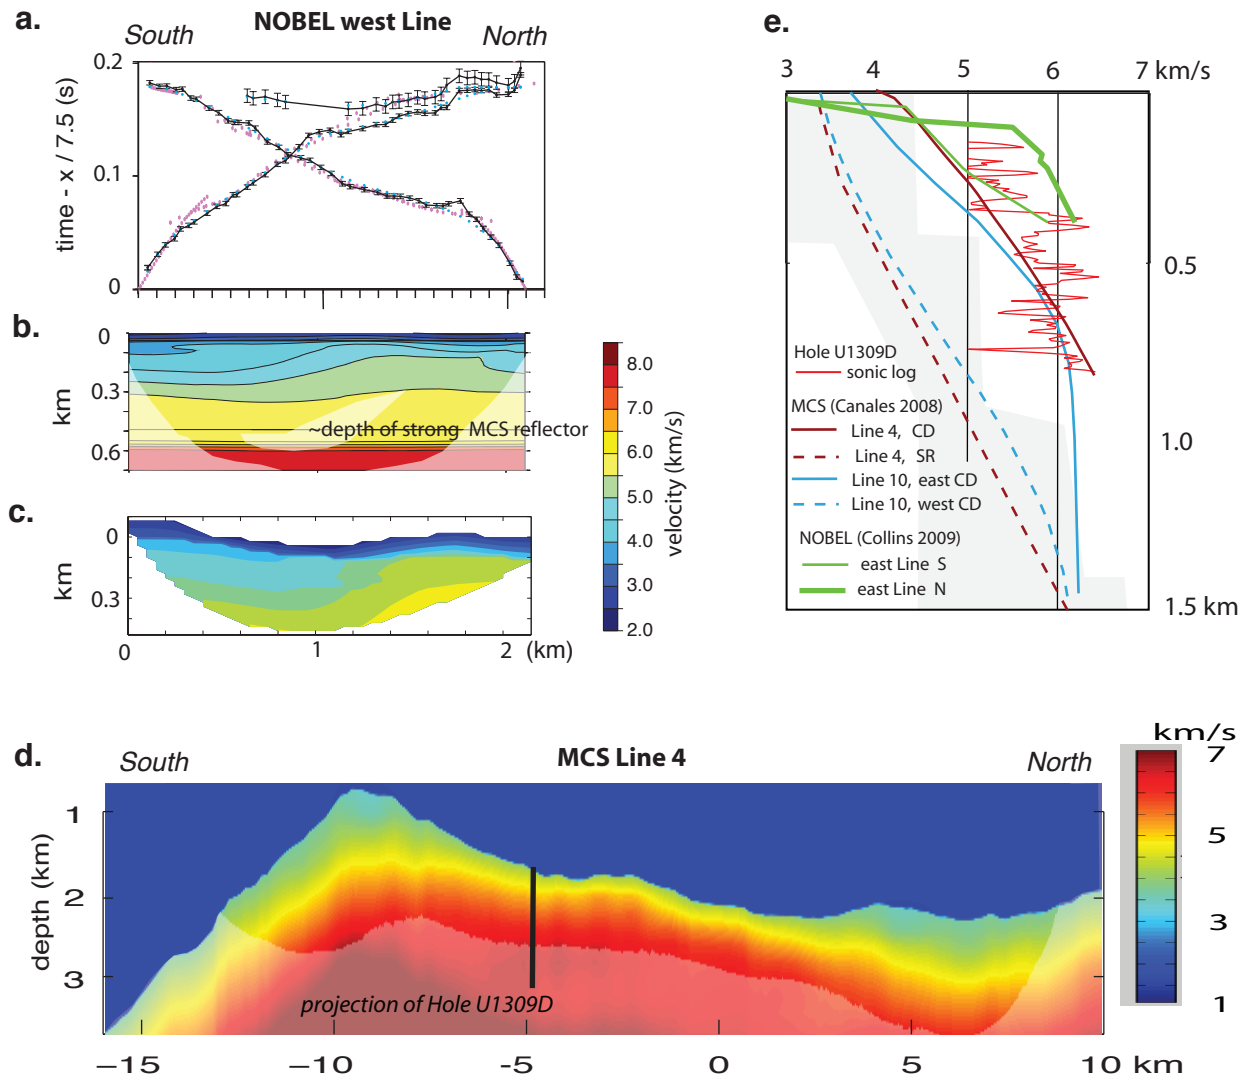 a.
NOBEL west Line
South
North
0.2
0.1
0
time - x / 7.5 (s)
b.
0
0.3
0.6
km
~depth of strong MCS reflector
8.0
7.0
6.0
5.0
4.0
3.0
2.0
velocity (km/s)
c.
0
0.3
km
0
1
2
(km)
e.
3
4
5
6
7 km/s
0.5
1.0
1.5 km
Hole U1309D
sonic log
MCS (Canales 2008)
Line 4, CD
Line 4, SR
Line 10, east CD
Line 10, west CD
NOBEL (Collins 2009)
east Line S
east Line N
d.
South
MCS Line 4
North
km/s
7
5
3
1
1
2
3
depth (km)
projection of Hole U1309D
−15
−10
−5
0
5
10 km